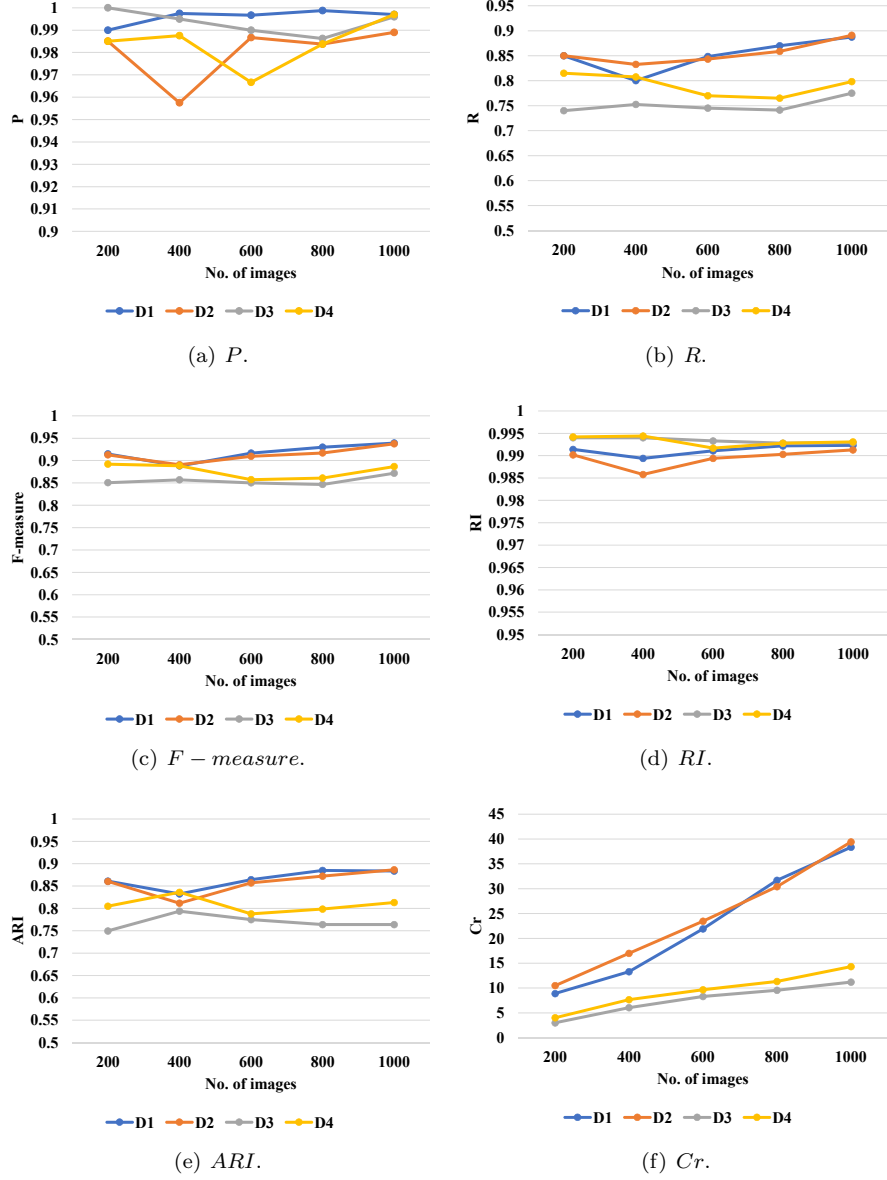 1
0.99
0.98
0.97
0.96
0.95
0.94
0.93
0.92
0.91
0.9
P
200 400 600 800 1000
No. of images
D1 D2 D3 D4
(a) P.
0.9
0.85
0.8
0.75
0.7
0.65
0.6
0.55
0.5
R
200 400 600 800 1000
No. of images
D1 D2 D3 D4
(b) R.
1
0.95
0.9
0.85
0.8
0.75
0.7
0.65
0.6
0.55
0.5
F-measure
200 400 600 800 1000
No. of images
D1 D2 D3 D4
(c) F − measure.
1
0.995
0.99
0.985
0.98
0.975
0.97
0.965
0.96
0.955
0.95
RI
200 400 600 800 1000
No. of images
D1 D2 D3 D4
(d) RI.
1
0.95
0.9
0.85
0.8
0.75
0.7
0.65
0.6
0.55
0.5
ARI
200 400 600 800 1000
No. of images
D1 D2 D3 D4
(e) ARI.
45
40
35
30
25
20
15
10
5
0
Cr
200 400 600 800 1000
No. of images
D1 D2 D3 D4
(f) Cr.